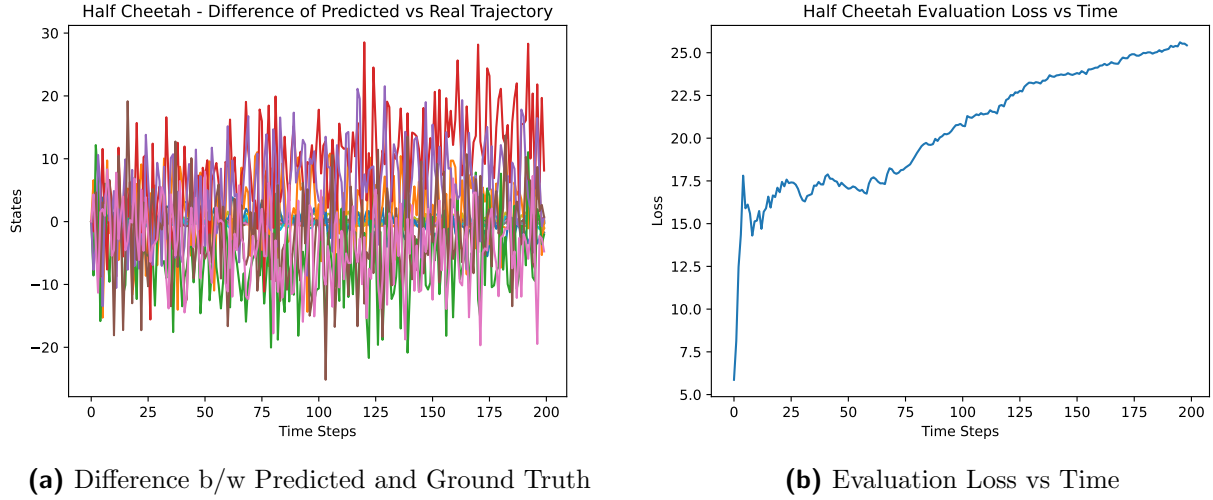 Half Cheetah - Difference of Predicted vs Real Trajectory
30
20
10
0
−10
−20
States
0 25 50 75 100 125 150 175 200
Time Steps
(a) Difference b/w Predicted and Ground Truth
Half Cheetah Evaluation Loss vs Time
25.0
22.5
20.0
17.5
15.0
12.5
10.0
7.5
5.0
Loss
0 25 50 75 100 125 150 175 200
Time Steps
(b) Evaluation Loss vs Time